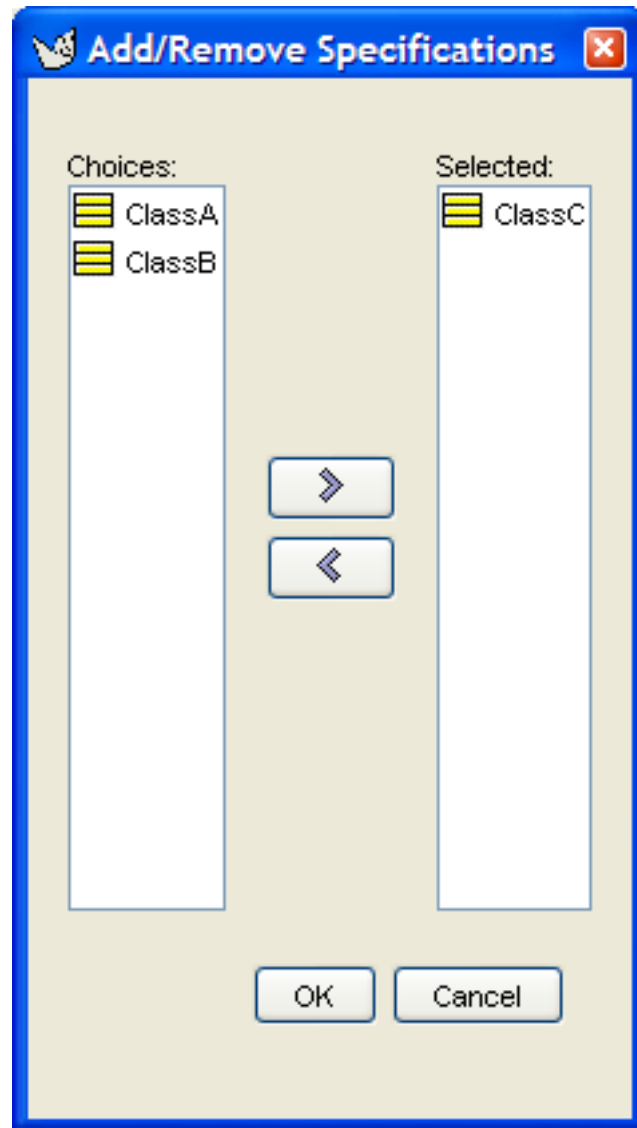 Add/Remove Specifications
Choices:
Selected:
ClassA
ClassB
ClassC
OK
Cancel